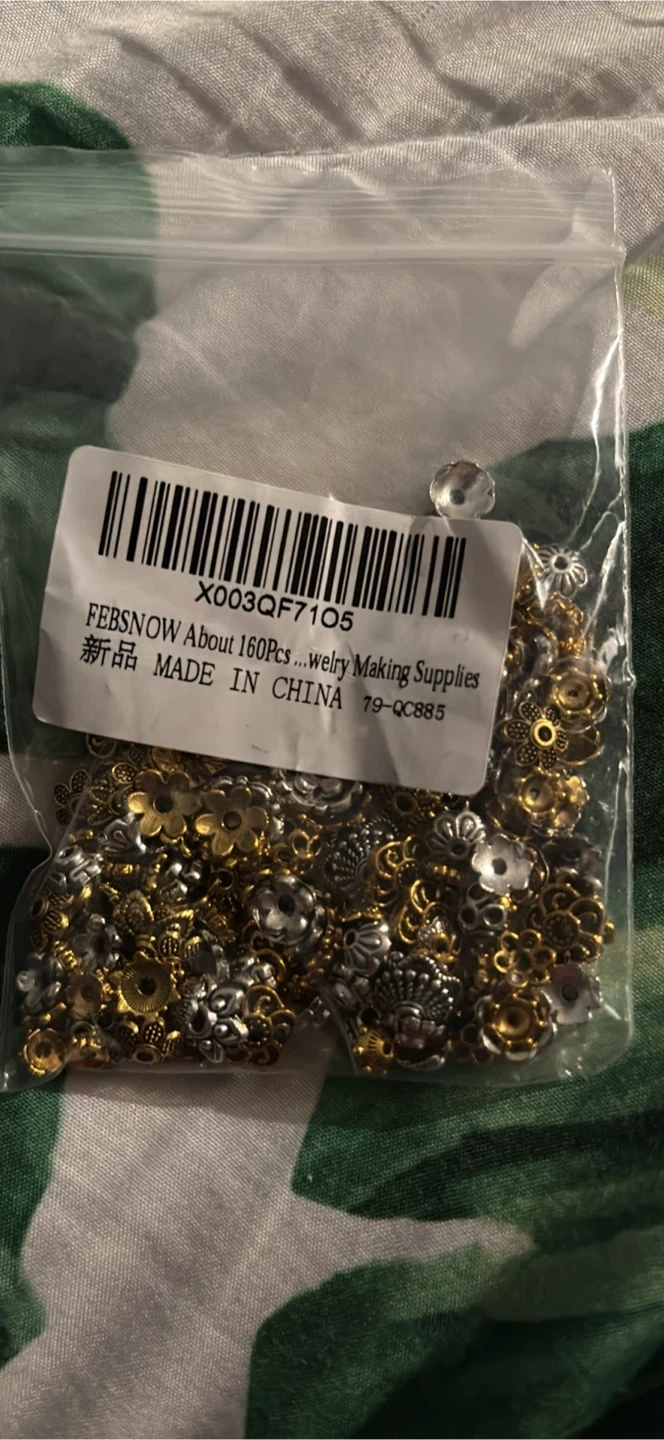 X003QF71O5
FEBSNOW About 160Pcs ...welry Making Supplies
新品 MADE IN CHINA 79-QC885